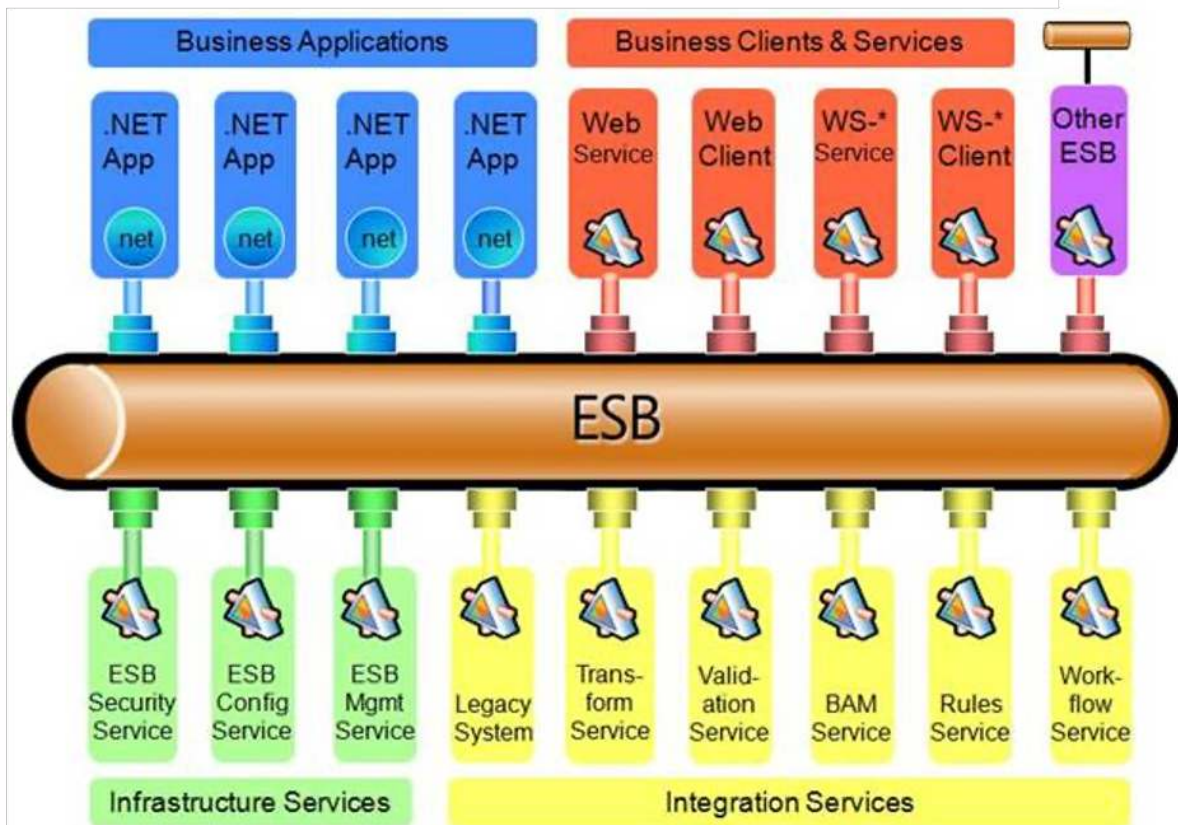 Business Applications
Business Clients & Services
.NET
App
.net
.NET
App
.net
.NET
App
.net
.NET
App
.net
Web
Service
Web
Client
WS-*
Service
WS-*
Client
Other
ESB
ESB
ESB
Security
Service
ESB
Config
Service
ESB
Mgmt
Service
Legacy
System
Trans-
form
Service
Valid-
ation
Service
BAM
Service
Rules
Service
Work-
flow
Service
Infrastructure Services
Integration Services